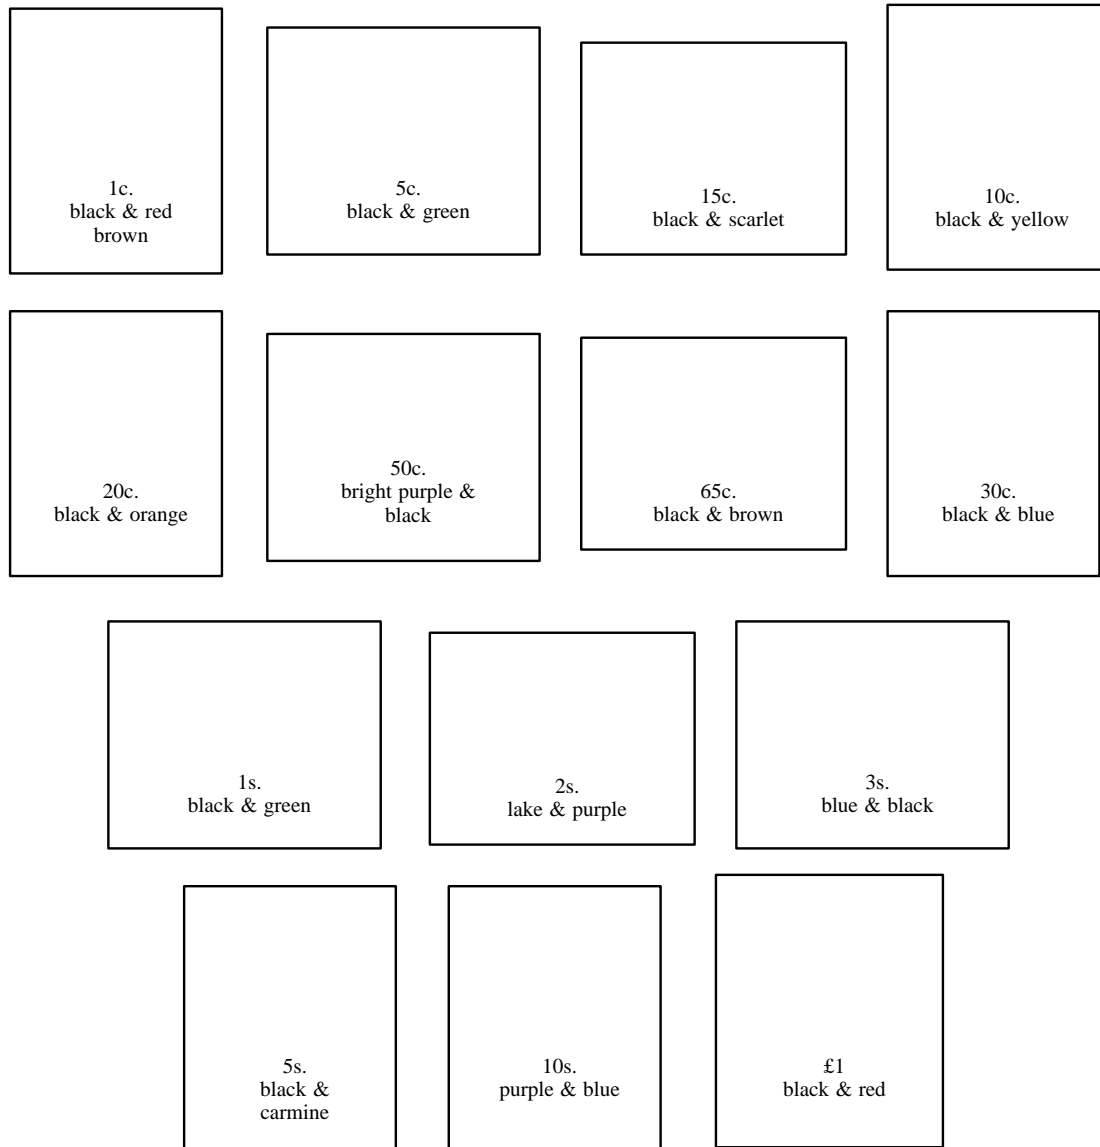 1c.
black & red
brown
5c.
black & green
15c.
black & scarlet
10c.
black & yellow
20c.
black & orange
50c.
bright purple &
black
65c.
black & brown
30c.
black & blue
1s.
black & green
2s.
lake & purple
3s.
blue & black
5s.
black &
carmine
10s.
purple & blue
£1
black & red